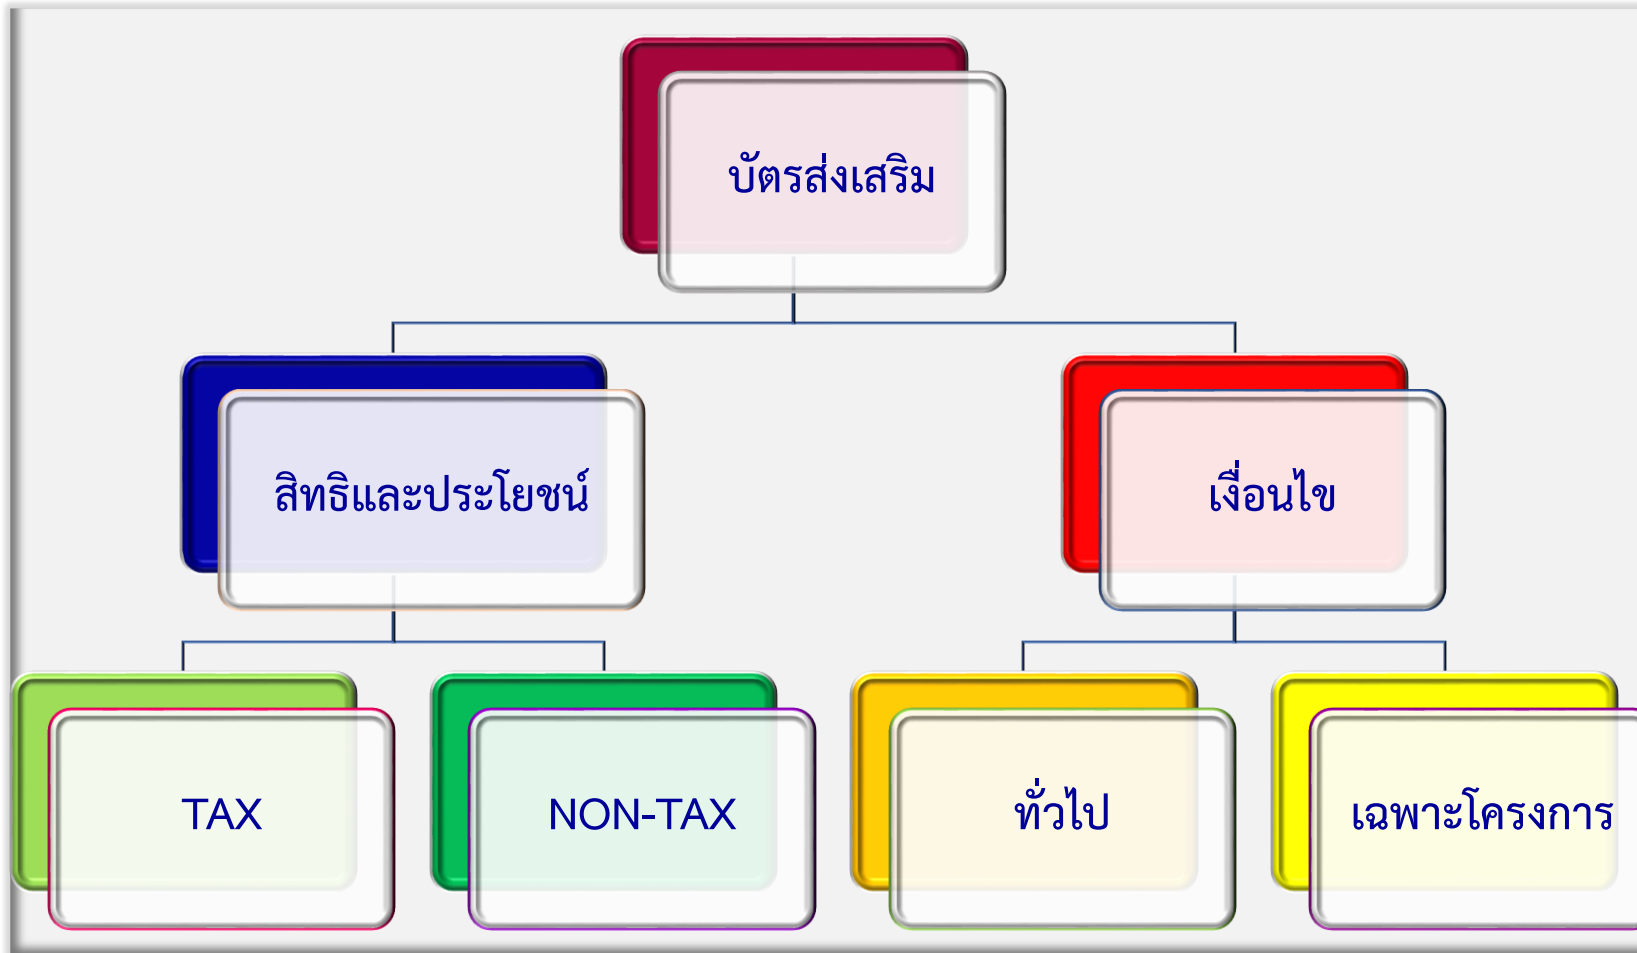 บัตรส่งเสริม
สิทธิและประโยชน์
เงื่อนไข
TAX
NON-TAX
ทั่วไป
เฉพาะโครงการ